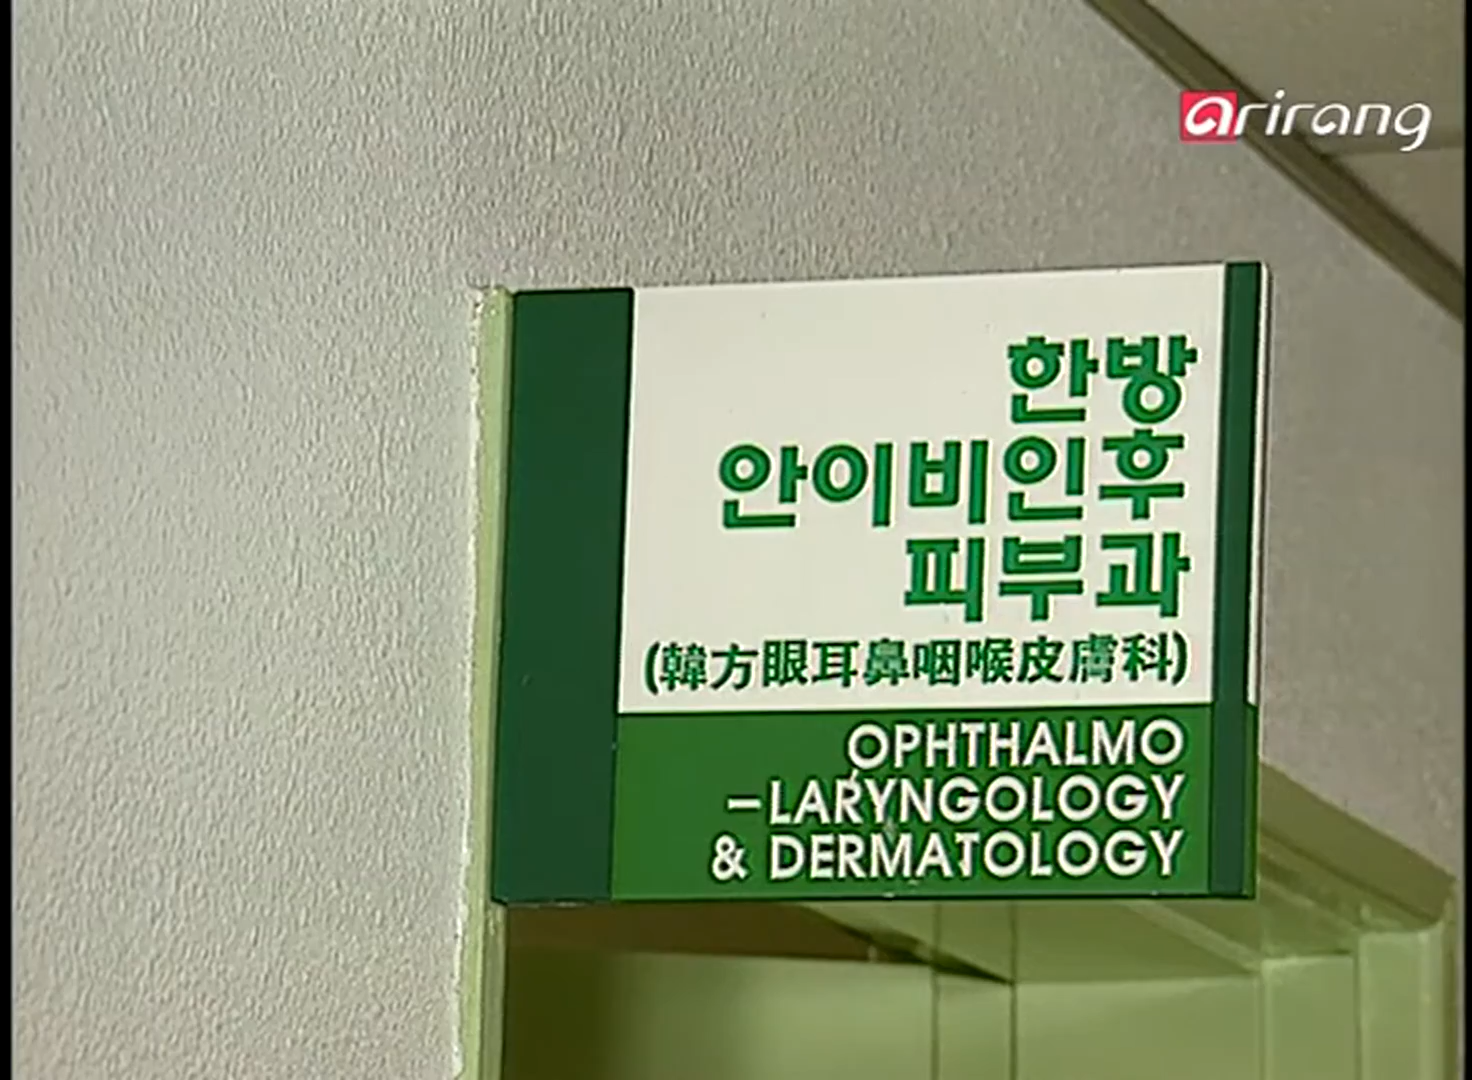 arirang
한방
안이비인후
피부과
(韓方眼耳鼻咽喉皮膚科)
OPHTHALMO
-LARYNGOLOGY
& DERMATOLOGY